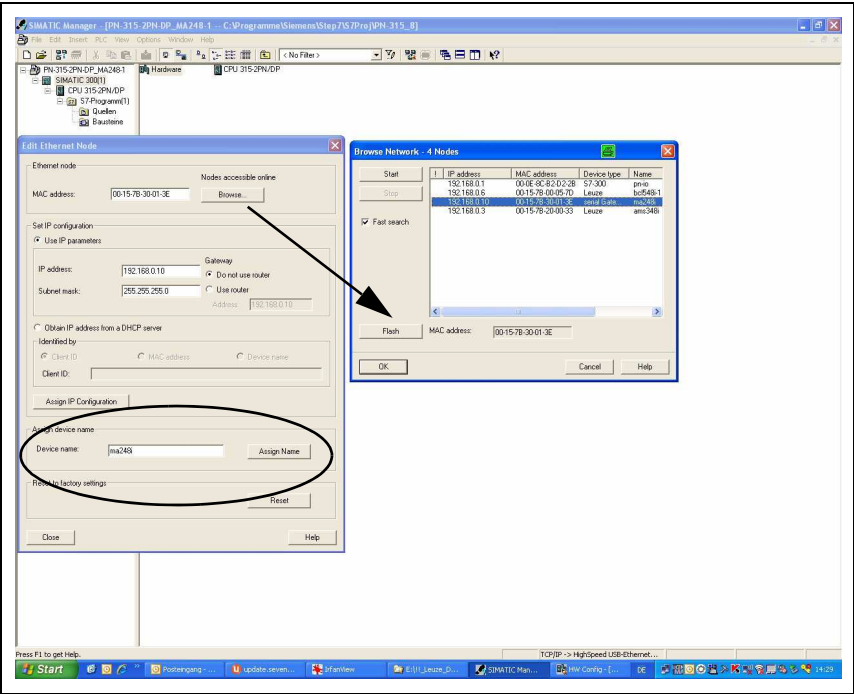 SIMATIC Manager - [PN-315-2PN-DP_MA248-1 -- C:\Programme\Siemens\Step7\S7Proj\PN-315_8]
File Edit Insert PLC View Options Window Help
< No Filter >
PN-315-2PN-DP_MA248-1
SIMATIC 300(1)
CPU 315-2PN/DP
S7-Programm(1)
Quellen
Bausteine
Hardware
CPU 315-2PN/DP
Edit Ethernet Node
Ethernet node
Nodes accessible online
MAC address:
00-15-7B-30-01-3E
Browse...
Set IP configuration
Use IP parameters
Gateway
IP address:
192.168.0.10
Do not use router
Subnet mask:
255.255.255.0
Use router
Address
192.168.0.10
Obtain IP address from a DHCP server
Identified by
Client ID
MAC address
Device name
Client ID:
Assign IP Configuration
Assign device name
Device name:
ma248i
Assign Name
Reset to factory settings
Reset
Close
Help
Browse Network - 4 Nodes
Start
Stop
Fast search
! IP address MAC address Device type Name
192.168.0.1 00-0E-8C-B2-D2-2B S7-300 pn-io
192.168.0.6 00-15-7B-00-05-7D Leuze bcl548i-1
192.168.0.10 00-15-7B-30-01-3E serial Gate... ma248i
192.168.0.3 00-15-7B-20-00-33 Leuze ams348i
Flash
MAC address:
00-15-7B-30-01-3E
OK
Cancel
Help
Press F1 to get Help.
TCP/IP -> HighSpeed USB-Ethernet...
Start
Posteingang - ...
update.seven...
IrfanView
E:\!!_Leuze_D...
SIMATIC Man...
HW Config - [...
DE
14:29